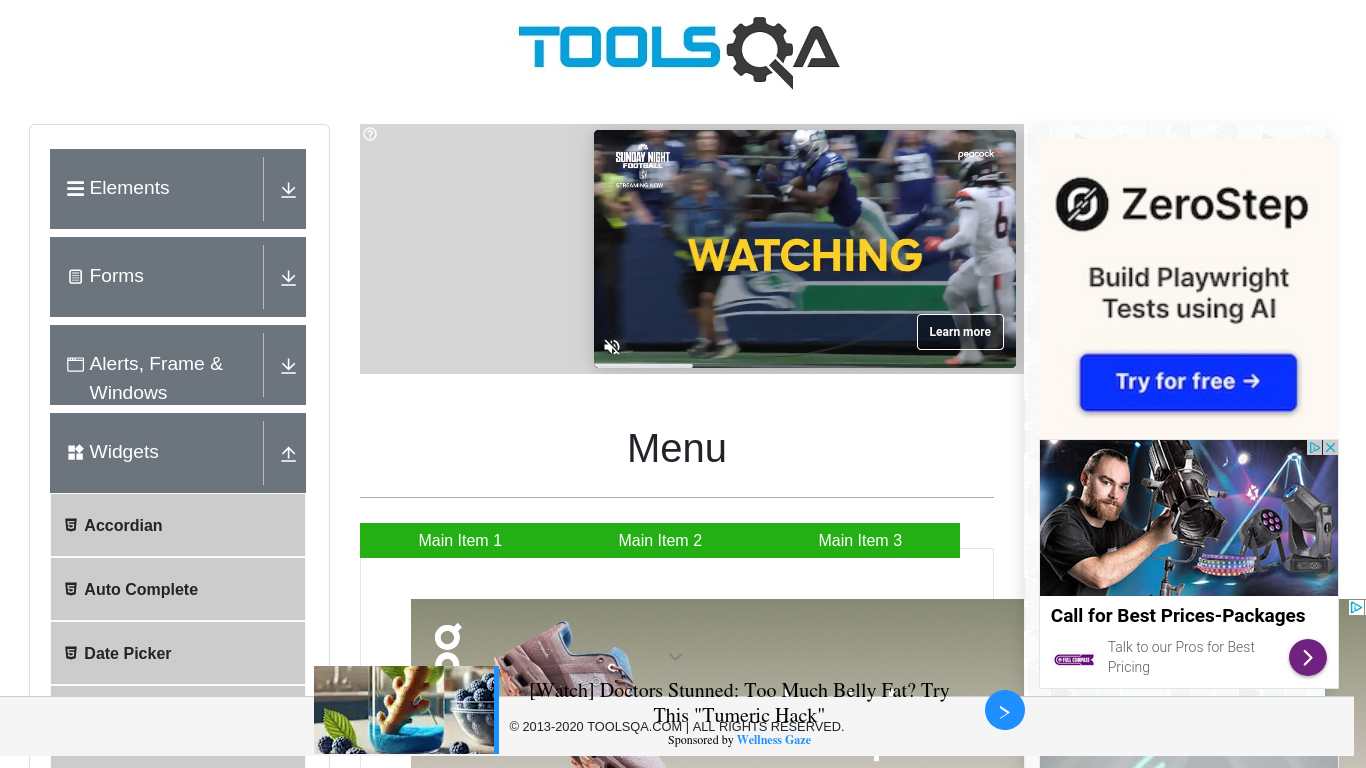 TOOLSQA
Elements
Forms
Alerts, Frame &
Windows
Widgets
Accordian
Auto Complete
Date Picker
SUNDAY NIGHT
FOOTBALL
STREAMING NOW
peacock
WATCHING
Learn more
Menu
Main Item 1
Main Item 2
Main Item 3
ZeroStep
Build Playwright
Tests using AI
Try for free →
Call for Best Prices-Packages
FULL COMPASS
Talk to our Pros for Best
Pricing
[Watch] Doctors Stunned: Too Much Belly Fat? Try
This "Tumeric Hack"
© 2013-2020 TOOLSQA.COM | ALL RIGHTS RESERVED.
Sponsored by Wellness Gaze